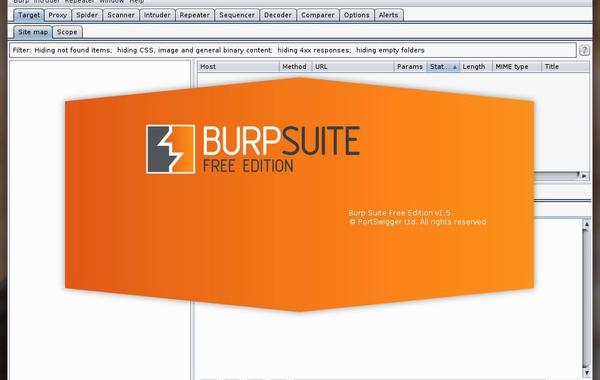 Burp Intruder Repeater Window Help
Target Proxy Spider Scanner Intruder Repeater Sequencer Decoder Comparer Options Alerts
Site map Scope
Filter: Hiding not found items; hiding CSS, image and general binary content; hiding 4xx responses; hiding empty folders ?
Host Method URL Params Stat... Length MIME type Title
BURPSUITE
FREE EDITION
Burp Suite Free Edition v1.5
© PortSwigger Ltd. All rights reserved